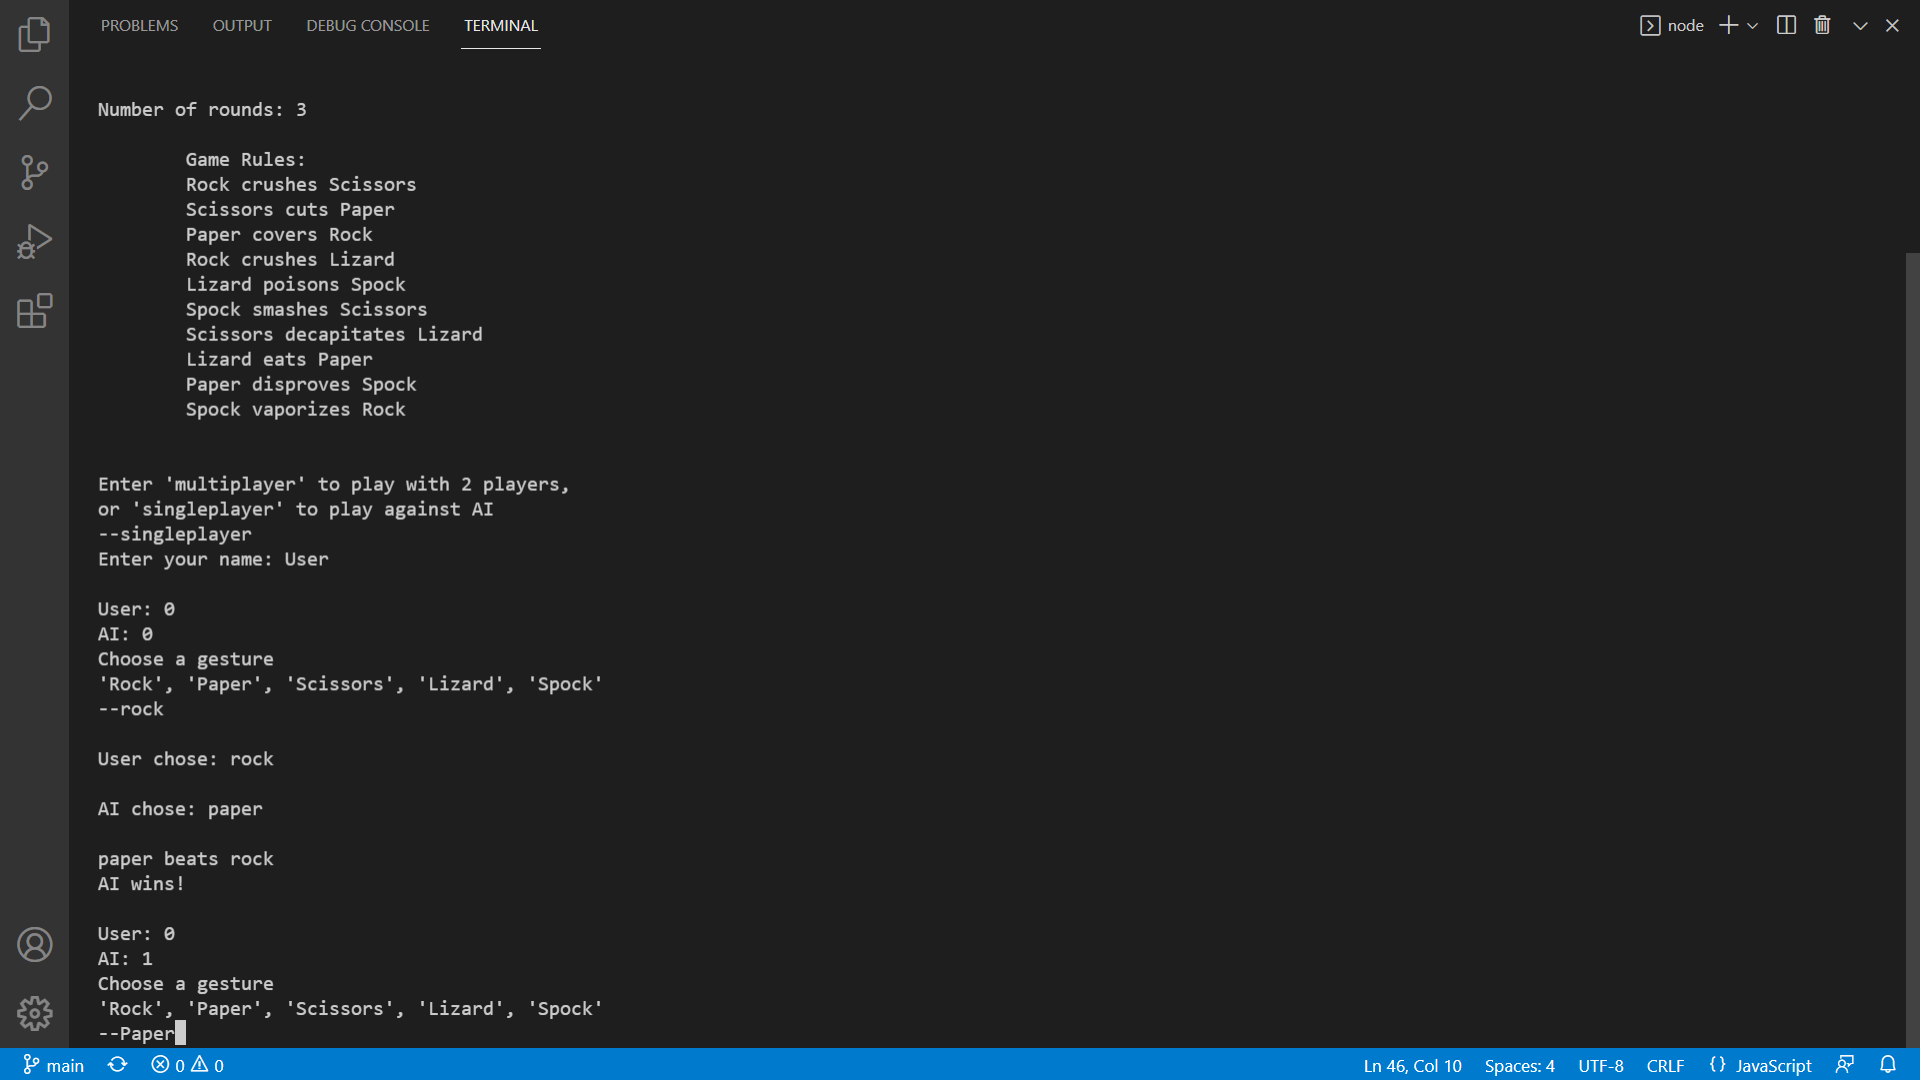 PROBLEMS OUTPUT DEBUG CONSOLE TERMINAL node
Number of rounds: 3
Game Rules:
Rock crushes Scissors
Scissors cuts Paper
Paper covers Rock
Rock crushes Lizard
Lizard poisons Spock
Spock smashes Scissors
Scissors decapitates Lizard
Lizard eats Paper
Paper disproves Spock
Spock vaporizes Rock
Enter 'multiplayer' to play with 2 players,
or 'singleplayer' to play against AI
--singleplayer
Enter your name: User
User: 0
AI: 0
Choose a gesture
'Rock', 'Paper', 'Scissors', 'Lizard', 'Spock'
--rock
User chose: rock
AI chose: paper
paper beats rock
AI wins!
User: 0
AI: 1
Choose a gesture
'Rock', 'Paper', 'Scissors', 'Lizard', 'Spock'
--Paper
main 0 0 Ln 46, Col 10 Spaces: 4 UTF-8 CRLF {} JavaScript